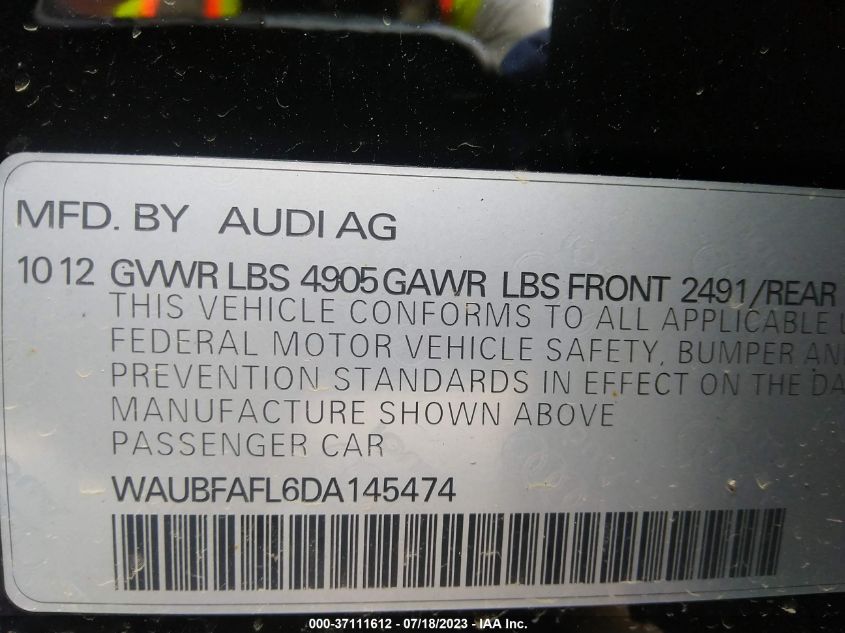 MFD. BY AUDI AG
10 12 GVWR LBS 4905 GAWR LBS FRONT 2491/REAR
THIS VEHICLE CONFORMS TO ALL APPLICABLE
FEDERAL MOTOR VEHICLE SAFETY, BUMPER
PREVENTION STANDARDS IN EFFECT ON THE
MANUFACTURE SHOWN ABOVE
PASSENGER CAR
WAUBFAFL6DA145474
000-37111612 - 07/18/2023 - IAA Inc.